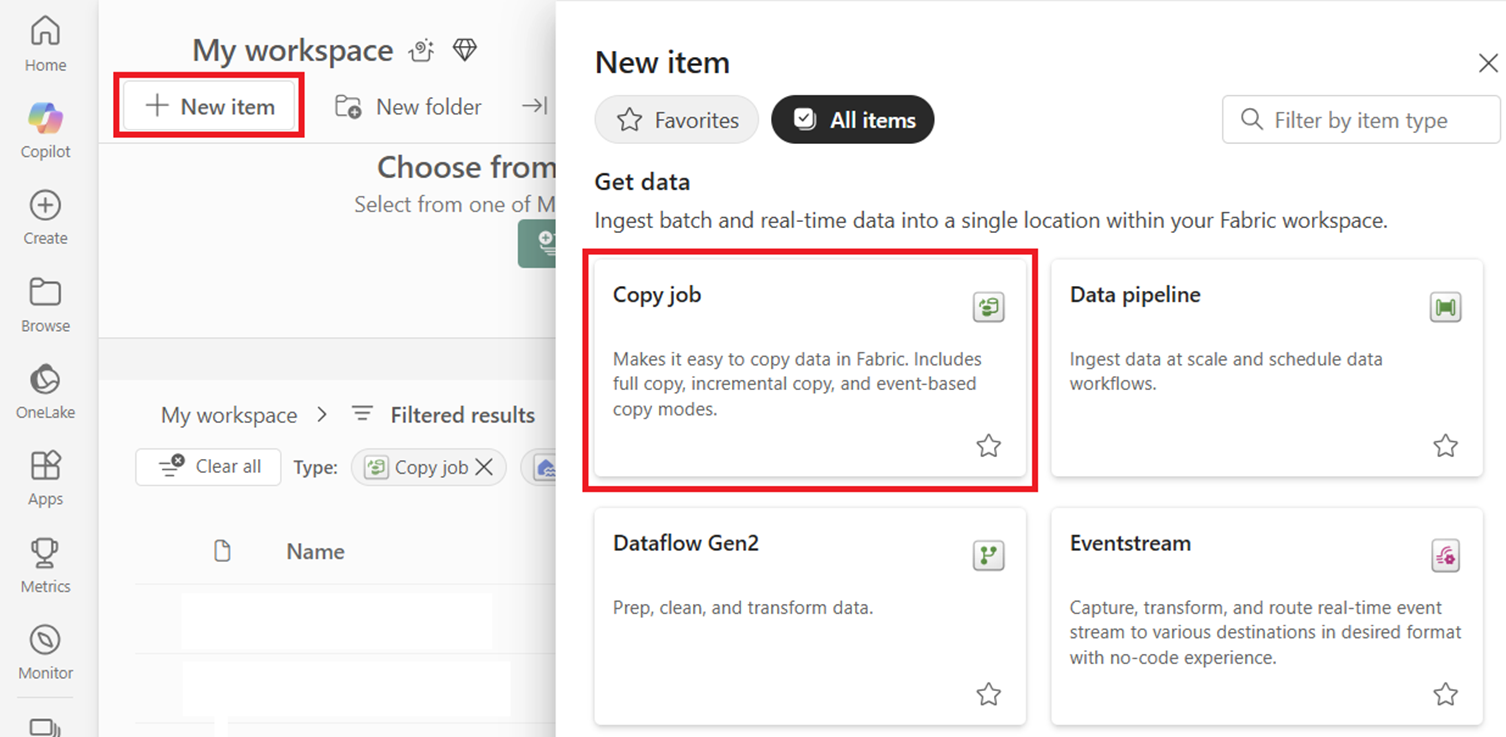 Home
Copilot
Create
Browse
OneLake
Apps
Metrics
Monitor
My workspace
New item
New folder
Choose from
Select from one of M
My workspace
Filtered results
Clear all
Type:
Copy job
Name
New item
Favorites
All items
Filter by item type
Get data
Ingest batch and real-time data into a single location within your Fabric workspace.
Copy job
Makes it easy to copy data in Fabric. Includes
full copy, incremental copy, and event-based
copy modes.
Data pipeline
Ingest data at scale and schedule data
workflows.
Dataflow Gen2
Prep, clean, and transform data.
Eventstream
Capture, transform, and route real-time event
stream to various destinations in desired format
with no-code experience.